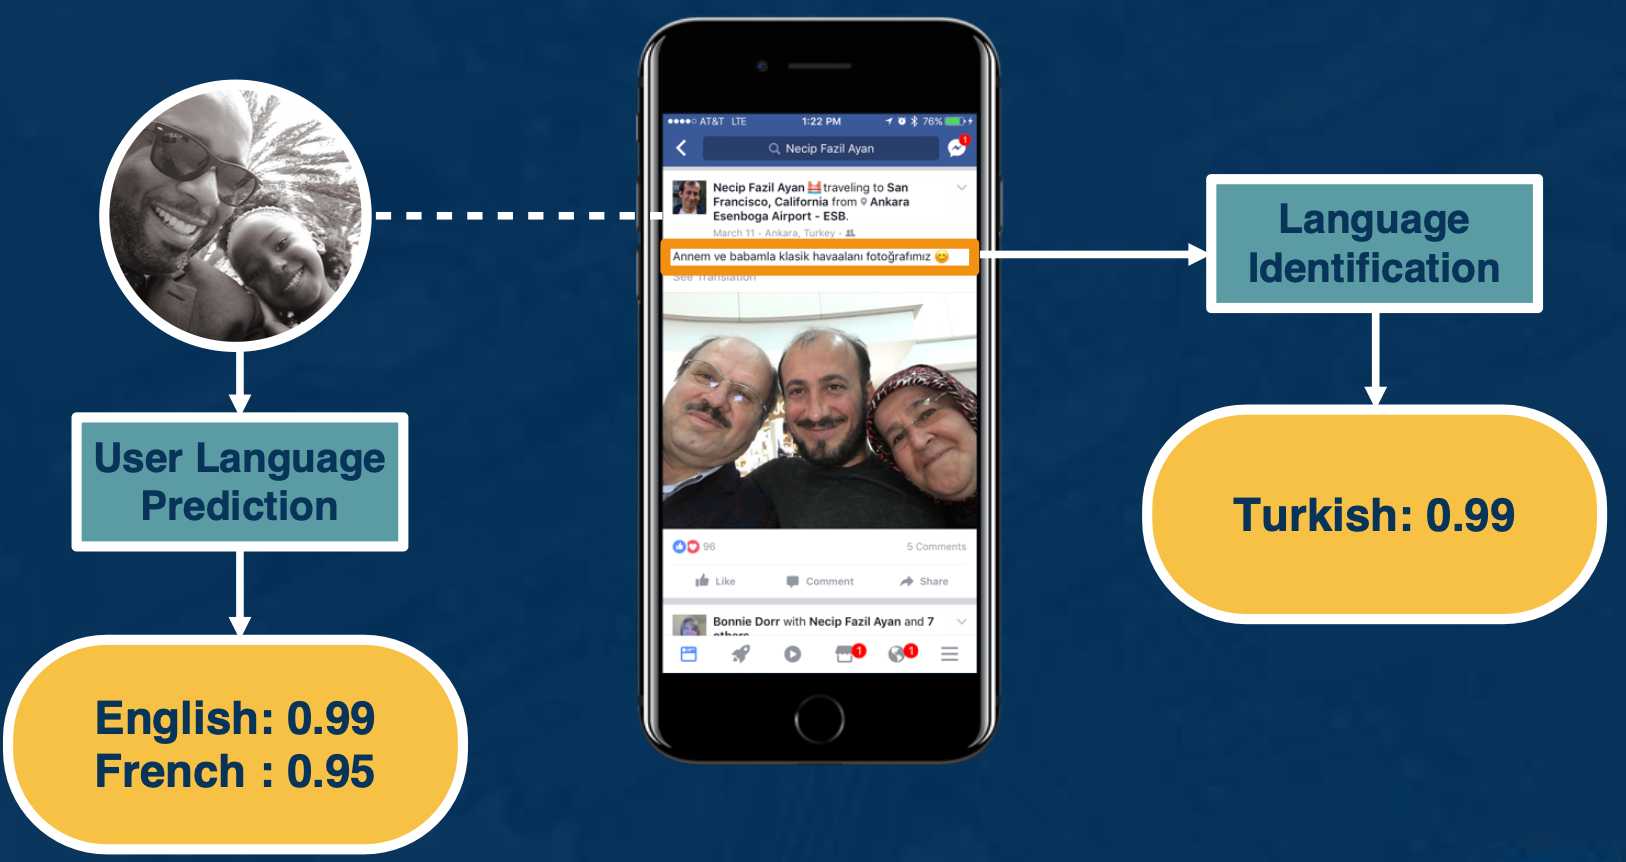 AT&T LTE 1:22 PM 76%
Necip Fazil Ayan
1
Necip Fazil Ayan traveling to San
Francisco, California from Ankara
Esenboga Airport - ESB.
March 11 · Ankara, Turkey ·
Annem ve babamla klasik havaalanı fotoğrafımız 😊
See Translation
96 5 Comments
Like Comment Share
Bonnie Dorr with Necip Fazil Ayan and 7
others
1 1
User Language
Prediction
English: 0.99
French : 0.95
Language
Identification
Turkish: 0.99